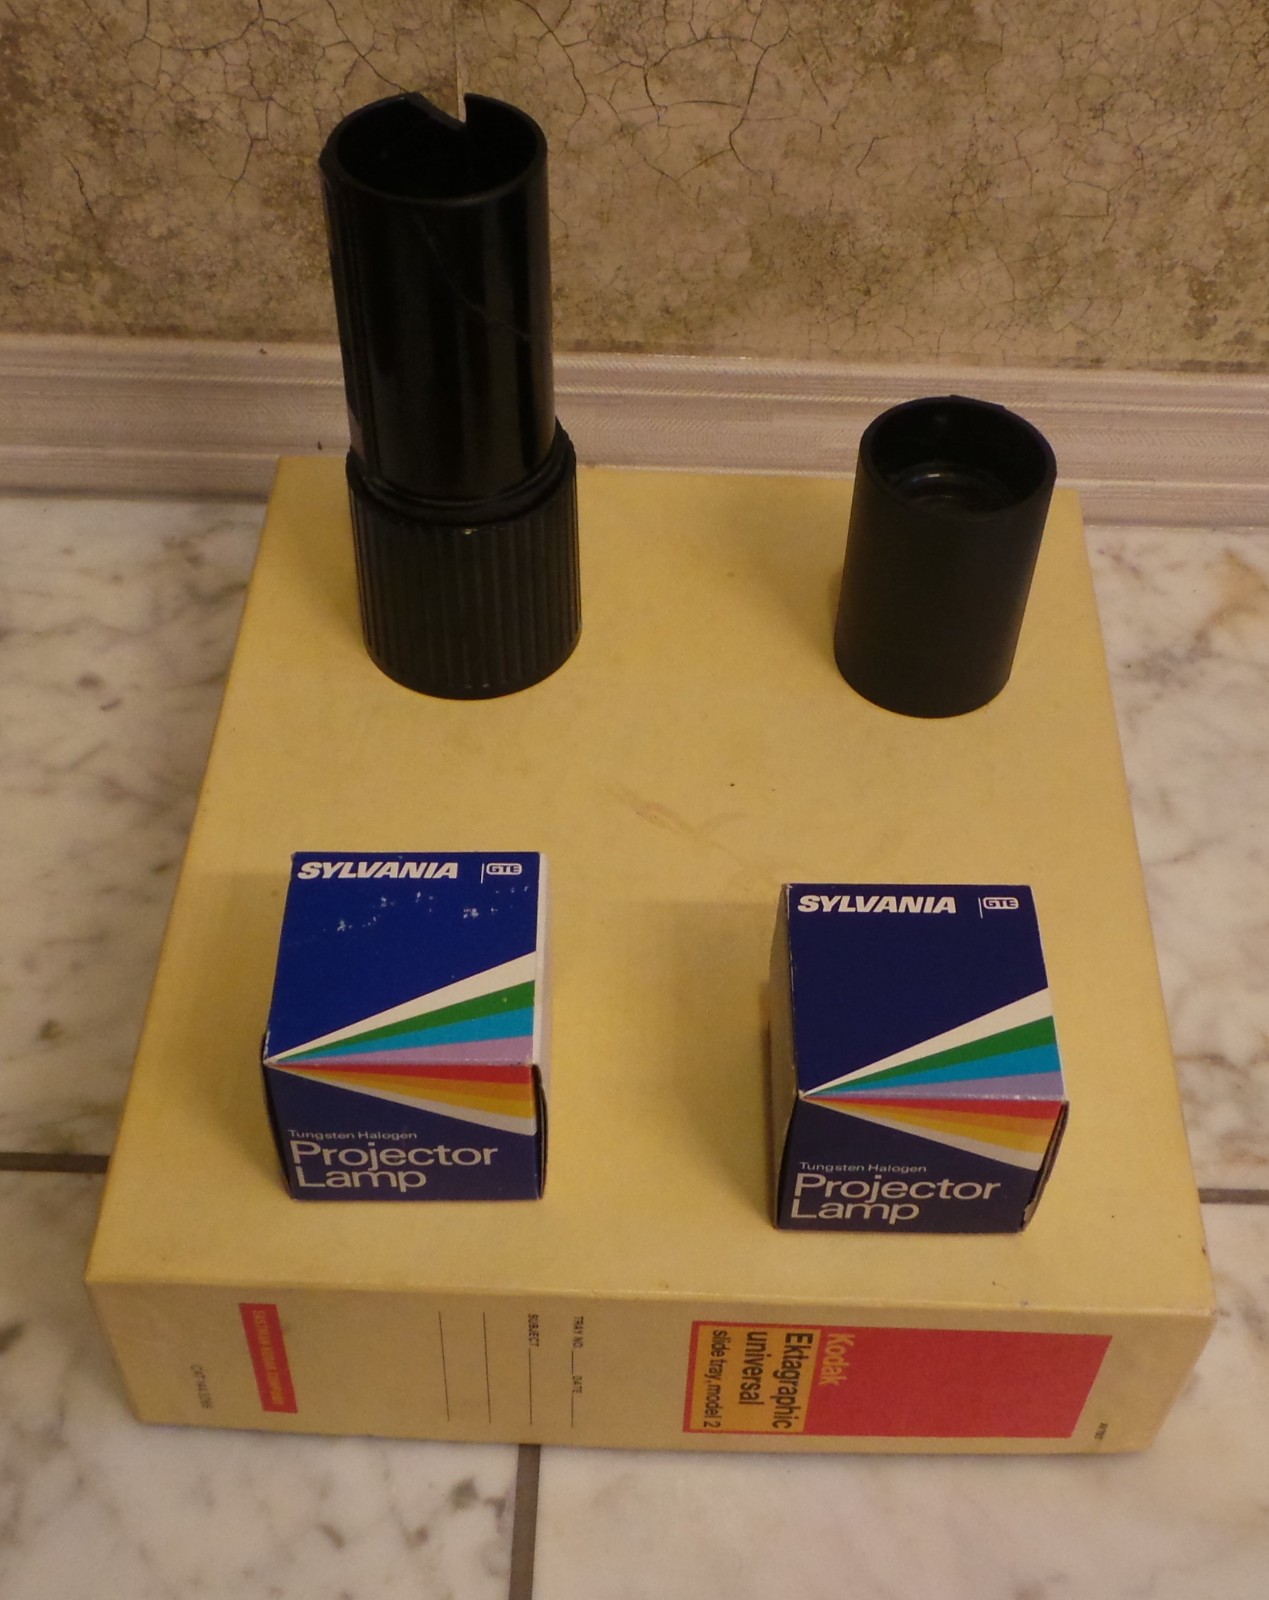 SYLVANIA GTE
Tungsten Halogen
Projector
Lamp
SYLVANIA GTE
Tungsten Halogen
Projector
Lamp
Kodak
Ektagraphic
universal
slide tray, model 2
TRAY NO. DATE
SUBJECT